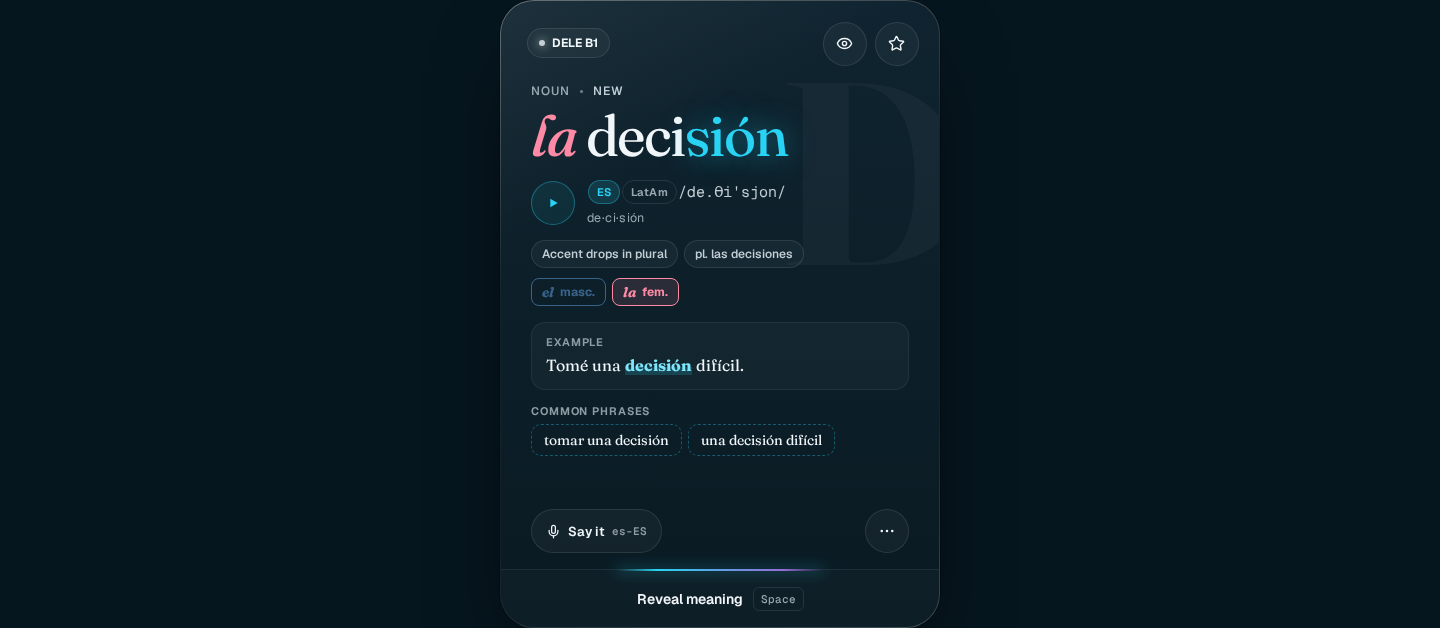 DELE B1
NOUN • NEW
la decisión
D
ES LatAm /de.θi'sjon/
de·ci·sión
Accent drops in plural pl. las decisiones
el masc. la fem.
EXAMPLE
Tomé una decisión difícil.
COMMON PHRASES
tomar una decisión una decisión difícil
Say it es-ES
Reveal meaning Space